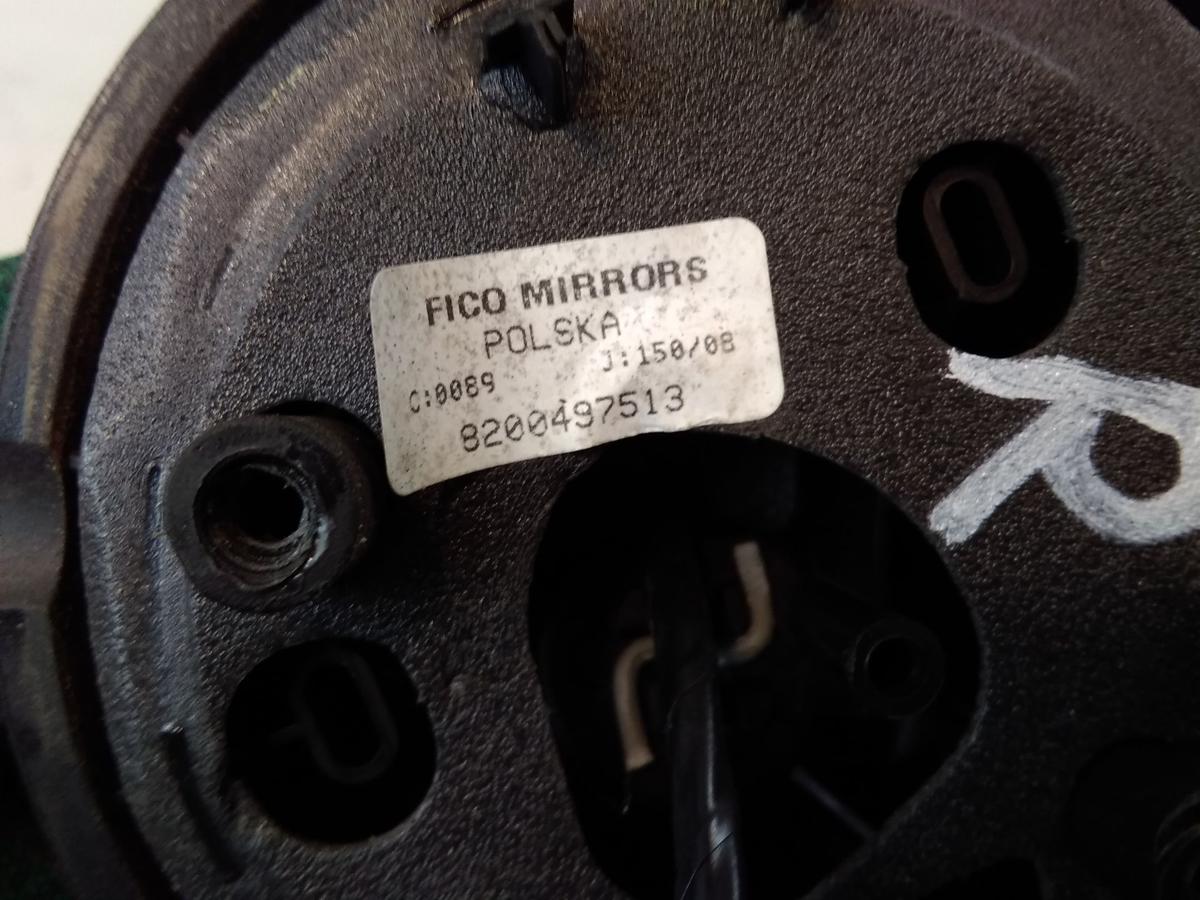 FICO MIRRORS
POLSKA
J:150/08
C:0089
8200497513
R